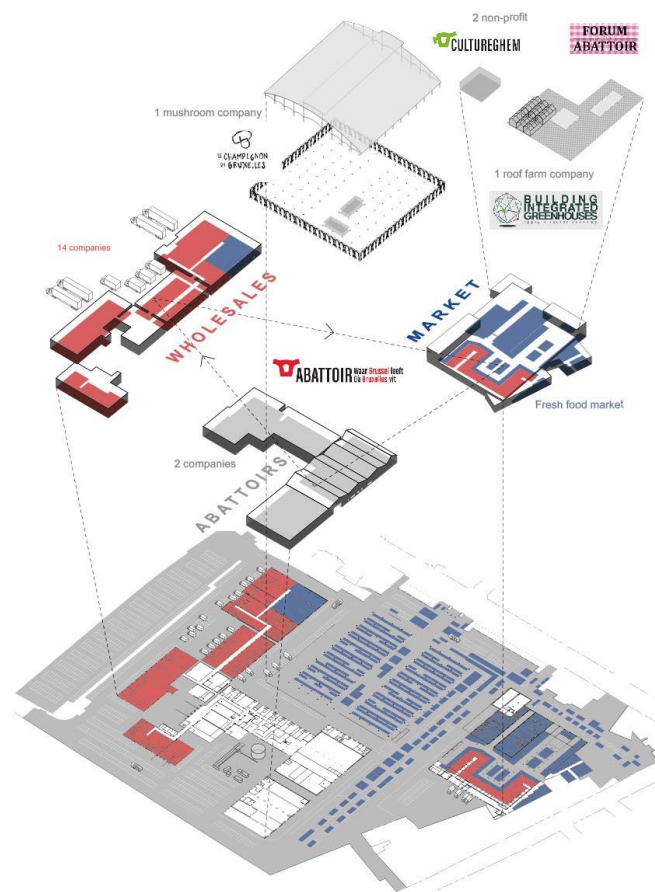 2 non-profit
CULTUREGHEM
FORUM
ABATTOIR
1 mushroom company
LE CHAMPIGNON
DE BRUXELLES
1 roof farm company
BUILDING
INTEGRATED
GREENHOUSES
14 companies
WHOLESALES
MARKET
ABATTOIR Waar Brussel leeft
Où Bruxelles vit
Fresh food market
2 companies
ABATTOIRS